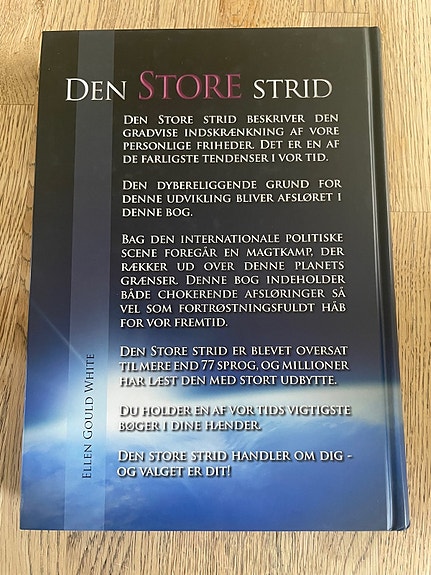 DEN STORE STRID
DEN STORE STRID BESKRIVER DEN
GRADVISE INDSKRÆNKNING AF VORE
PERSONLIGE FRIHEDER. DET ER EN AF
DE FARLIGSTE TENDENSER I VOR TID.
DEN DYBERELIGGENDE GRUND FOR
DENNE UDVIKLING BLIVER AFSLØRET I
DENNE BOG.
BAG DEN INTERNATIONALE POLITISKE
SCENE FOREGÅR EN MAGTKAMP, DER
RÆKKER UD OVER DENNE PLANETS
GRÆNSER. DENNE BOG INDEHOLDER
BÅDE CHOKERENDE AFSLØRINGER SÅ
VEL SOM FORTRØSTNINGSFULDT HÅB
FOR VOR FREMTID.
DEN STORE STRID ER BLEVET OVERSAT
TIL MERE END 77 SPROG, OG MILLIONER
HAR LÆST DEN MED STORT UDBYTTE.
DU HOLDER EN AF VOR TIDS VIGTIGSTE
BØGER I DINE HÆNDER.
DEN STORE STRID HANDLER OM DIG -
OG VALGET ER DIT!
ELLEN GOULD WHITE